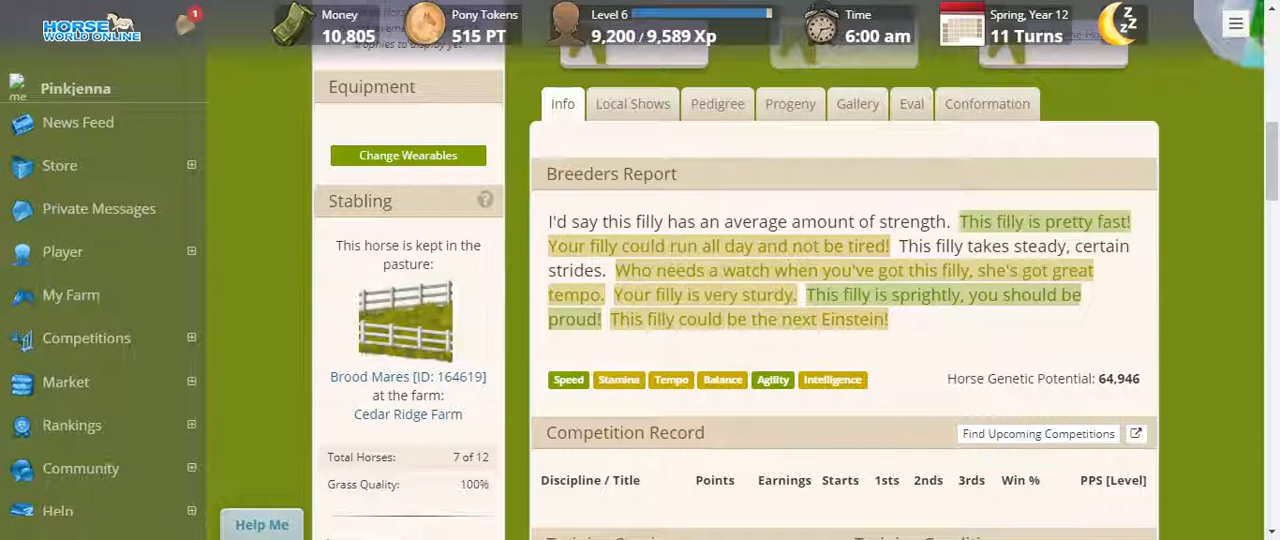 HORSE
WORLD ONLINE
1
Money
10,805
Pony Tokens
515 PT
Level 6
9,200 / 9,589 Xp
Time
6:00 am
Spring, Year 12
11 Turns
Z
Z
Z
me
Pinkjenna
News Feed
Store
Private Messages
Player
My Farm
Competitions
Market
Rankings
Community
Help
applies to display yet
Equipment
Change Wearables
Stabling
?
This horse is kept in the
pasture:
Brood Mares [ID: 164619]
at the farm:
Cedar Ridge Farm
Total Horses: 7 of 12
Grass Quality: 100%
Help Me
Info
Local Shows
Pedigree
Progeny
Gallery
Eval
Conformation
Breeders Report
I'd say this filly has an average amount of strength. This filly is pretty fast!
Your filly could run all day and not be tired! This filly takes steady, certain
strides. Who needs a watch when you've got this filly, she's got great
tempo. Your filly is very sturdy. This filly is sprightly, you should be
proud! This filly could be the next Einstein!
Speed Stamina Tempo Balance Agility Intelligence
Horse Genetic Potential: 64,946
Competition Record
Find Upcoming Competitions
Discipline / Title Points Earnings Starts 1sts 2nds 3rds Win % PPS [Level]